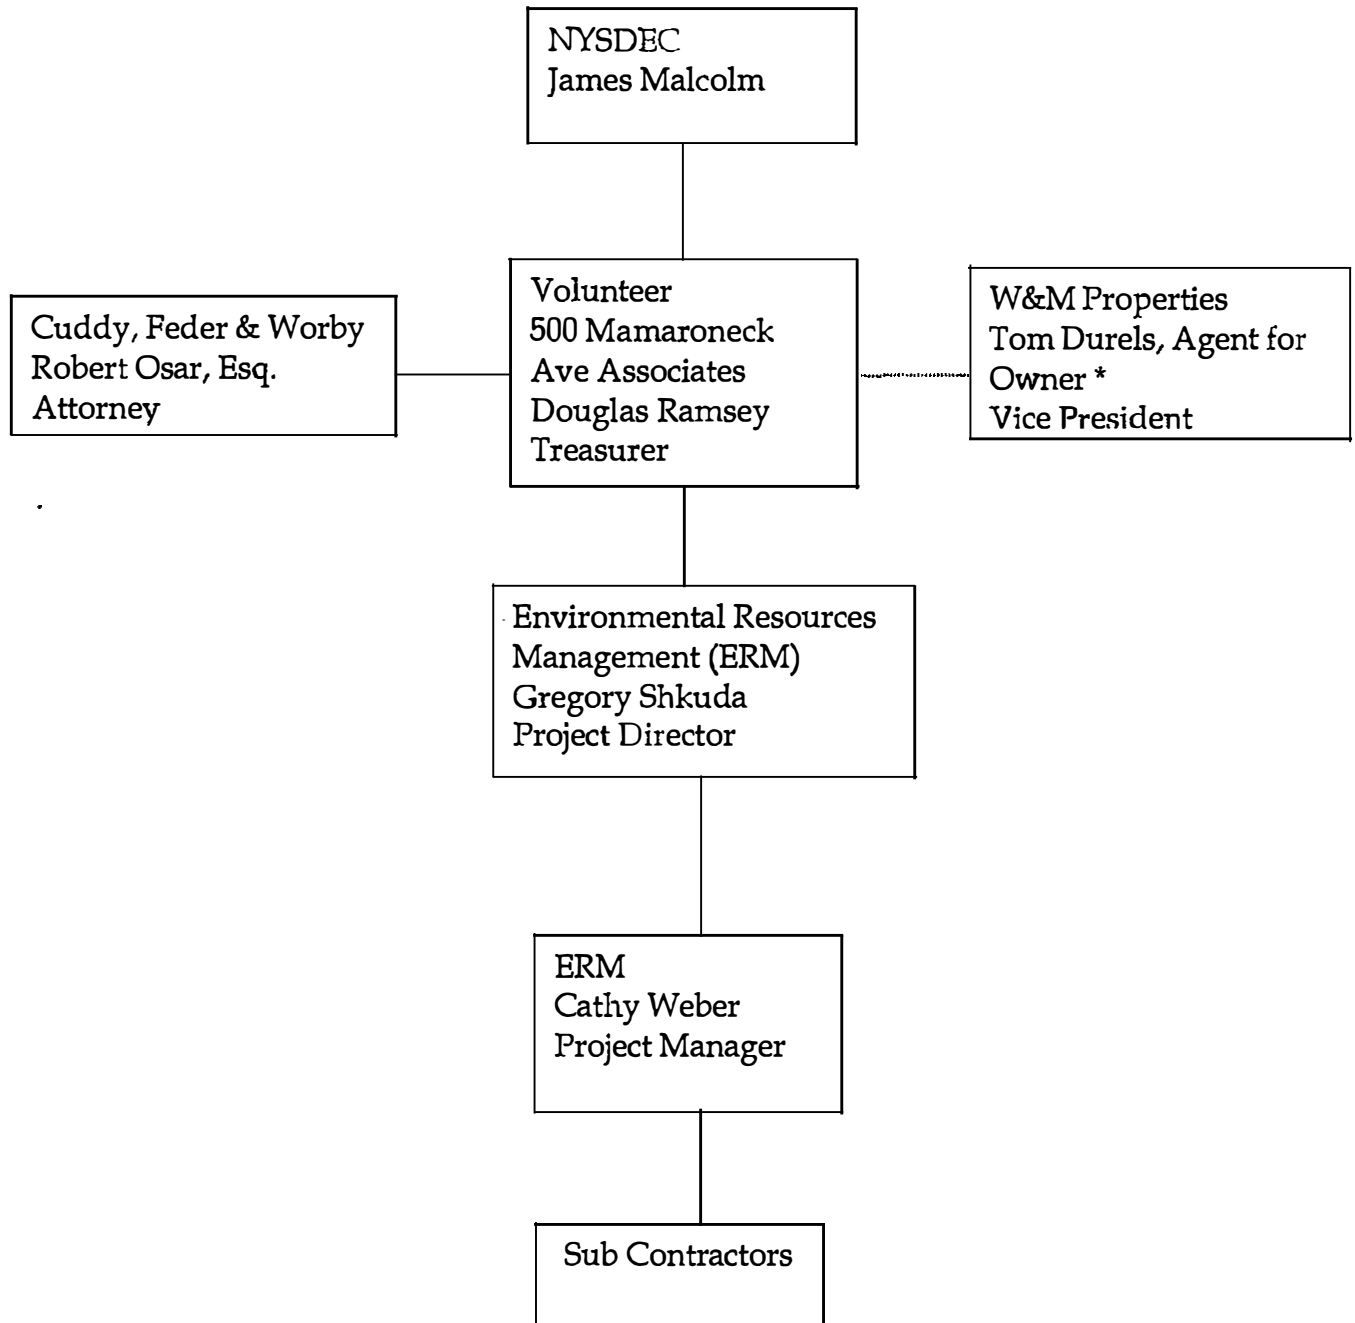 NYSDEC
James Malcolm
Cuddy, Feder & Worby
Robert Osar, Esq.
Attorney
Volunteer
500 Mamaroneck
Ave Associates
Douglas Ramsey
Treasurer
W&M Properties
Tom Durels, Agent for
Owner *
Vice President
Environmental Resources
Management (ERM)
Gregory Shkuda
Project Director
ERM
Cathy Weber
Project Manager
Sub Contractors